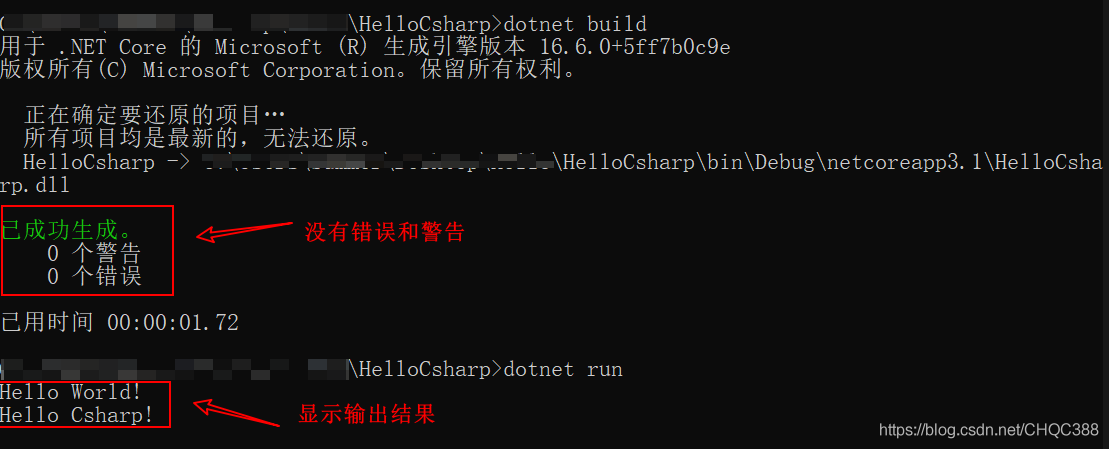 \HelloCsharp>dotnet build
用于 .NET Core 的 Microsoft (R) 生成引擎版本 16.6.0+5ff7b0c9e
版权所有(C) Microsoft Corporation。保留所有权利。
正在确定要还原的项目…
所有项目均是最新的，无法还原。
HelloCsharp -> \HelloCsharp\bin\Debug\netcoreapp3.1\HelloCsha
rp.dll
已成功生成。
没有错误和警告
0 个警告
0 个错误
已用时间 00:00:01.72
\HelloCsharp>dotnet run
Hello World!
Hello Csharp!
显示输出结果
https://blog.csdn.net/CHQC388